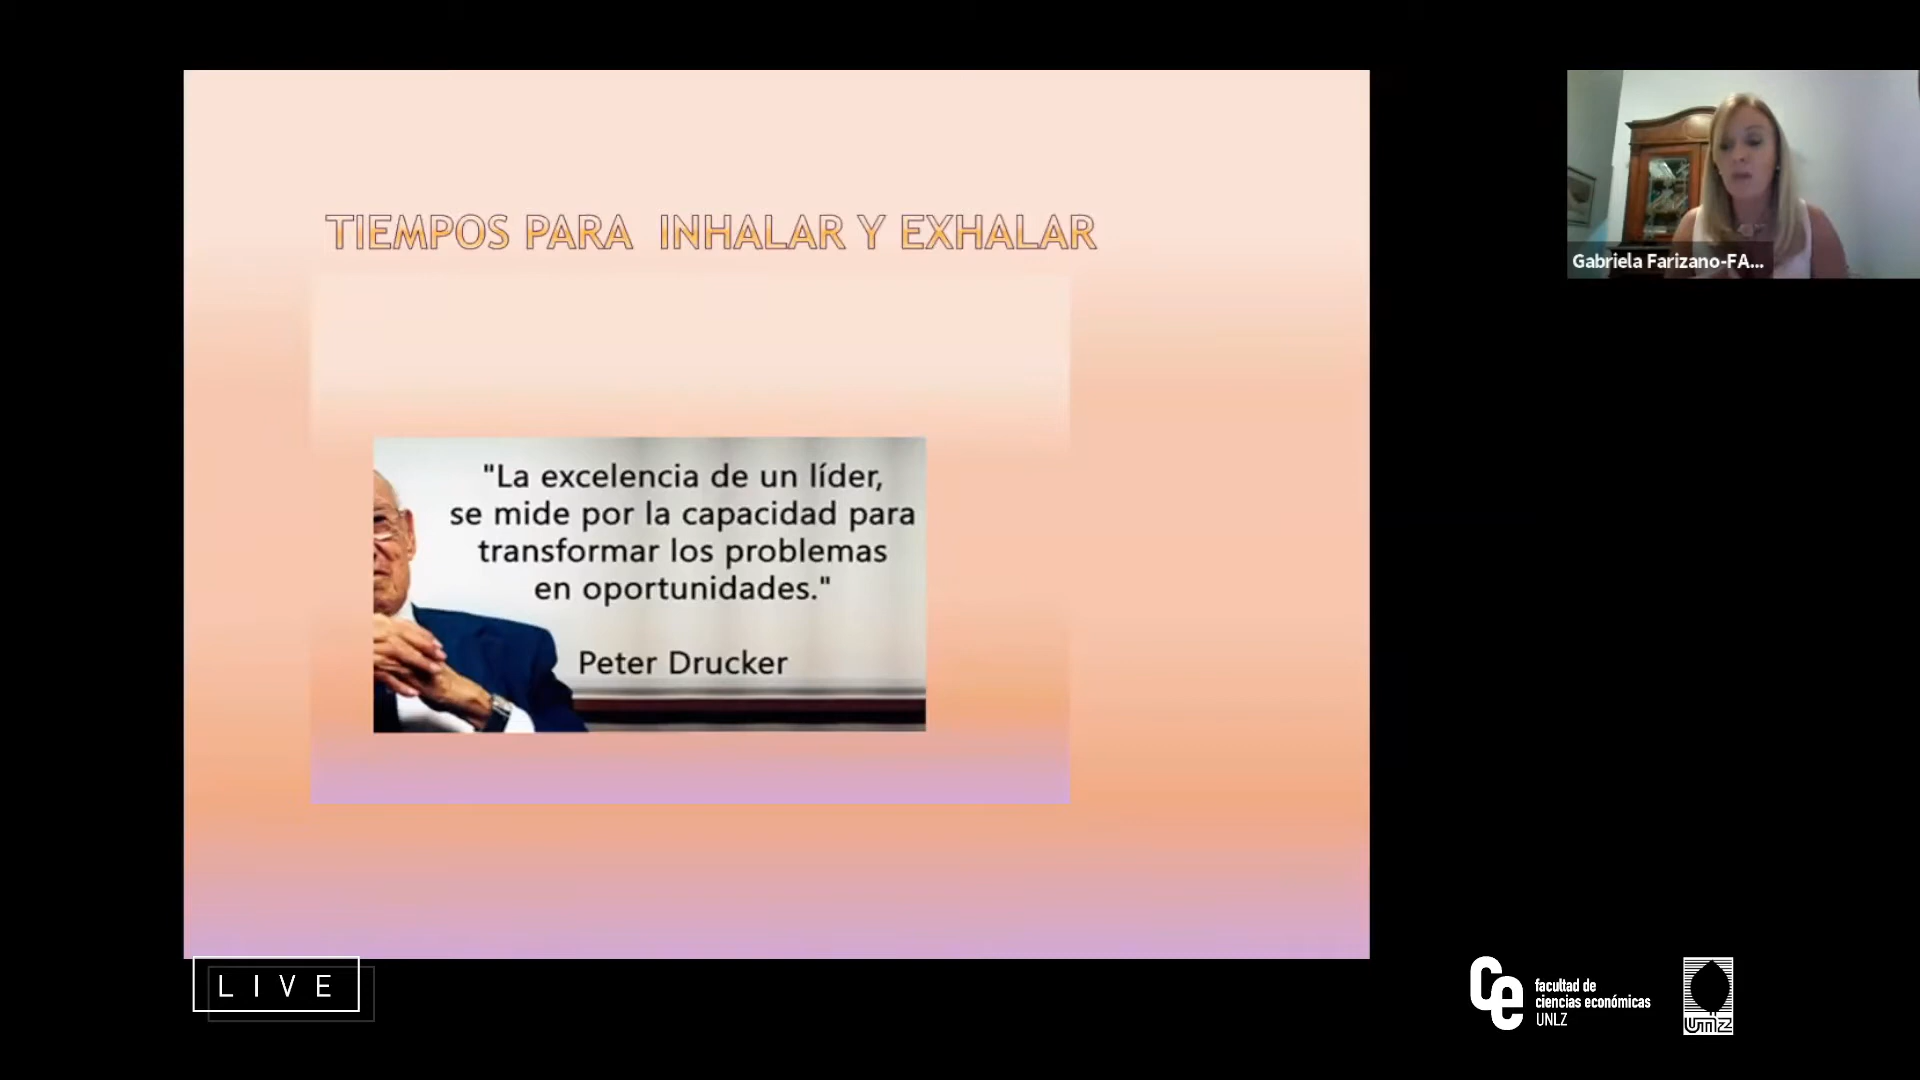 TIEMPOS PARA INHALAR Y EXHALAR
"La excelencia de un líder,
se mide por la capacidad para
transformar los problemas
en oportunidades."
Peter Drucker
Gabriela Farizano-FA...
LIVE
ce
facultad de
ciencias económicas
UNLZ
unlz